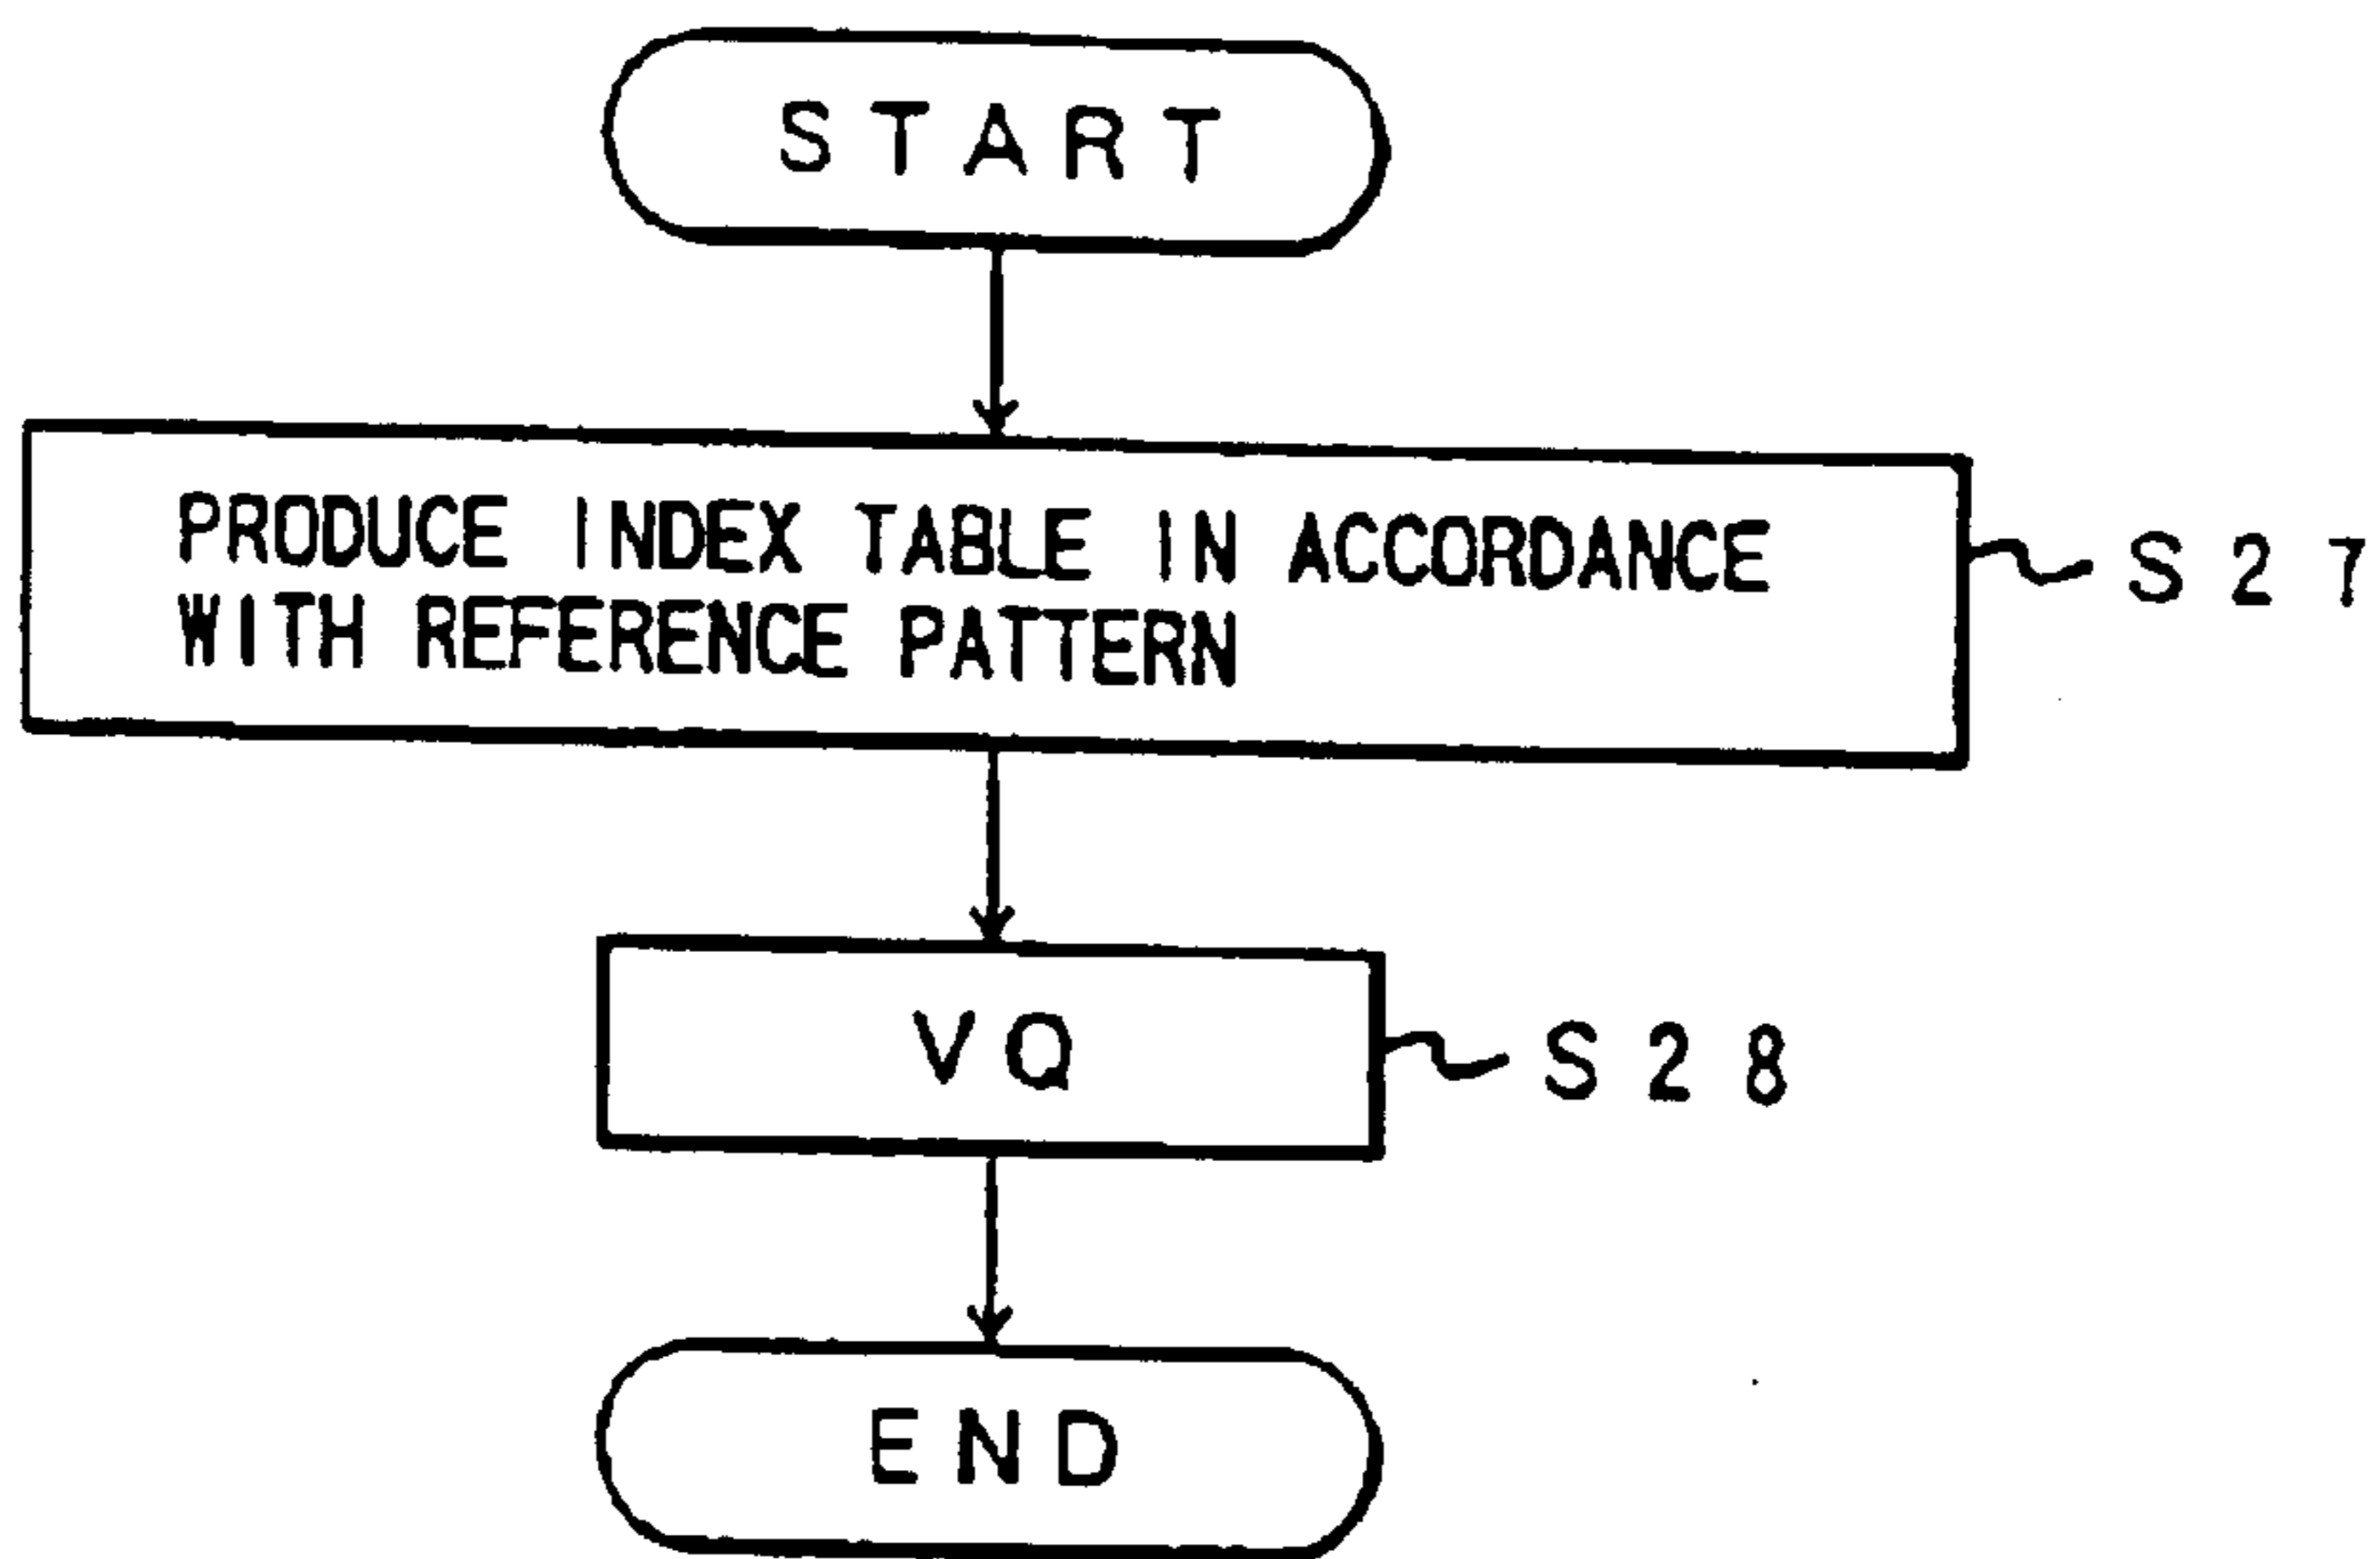 START
PRODUCE INDEX TABLE IN ACCORDANCE
WITH REFERENCE PATTERN
S27
VQ
S28
END